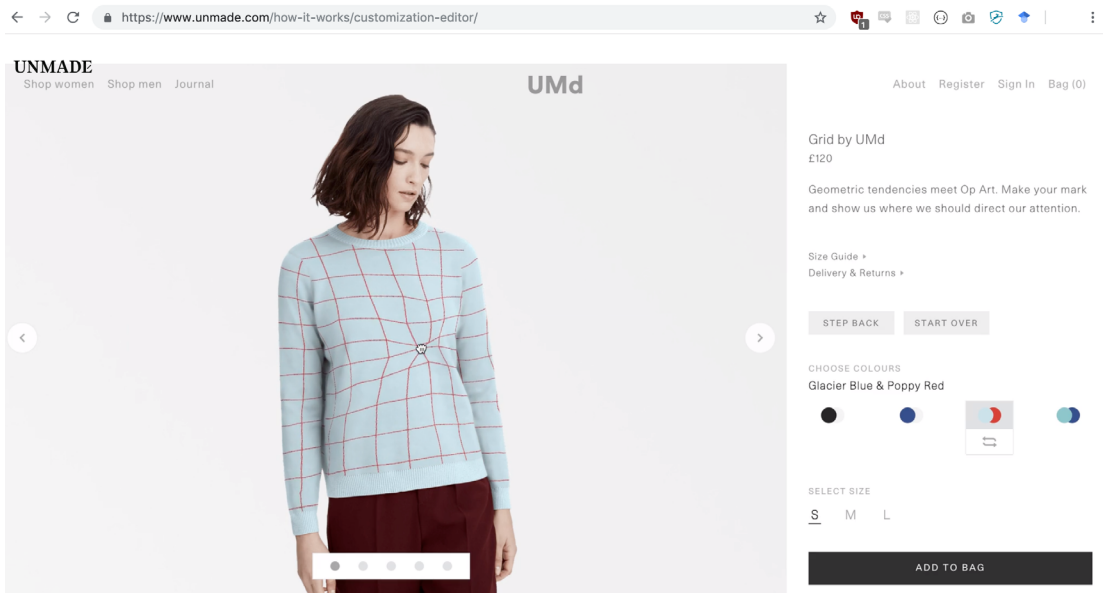 https://www.unmade.com/how-it-works/customization-editor/
1
UNMADE
Shop women Shop men Journal
UMd
About Register Sign In Bag (0)
Grid by UMd
£120
Geometric tendencies meet Op Art. Make your mark
and show us where we should direct our attention.
Size Guide
Delivery & Returns
STEP BACK START OVER
CHOOSE COLOURS
Glacier Blue & Poppy Red
SELECT SIZE
S M L
ADD TO BAG